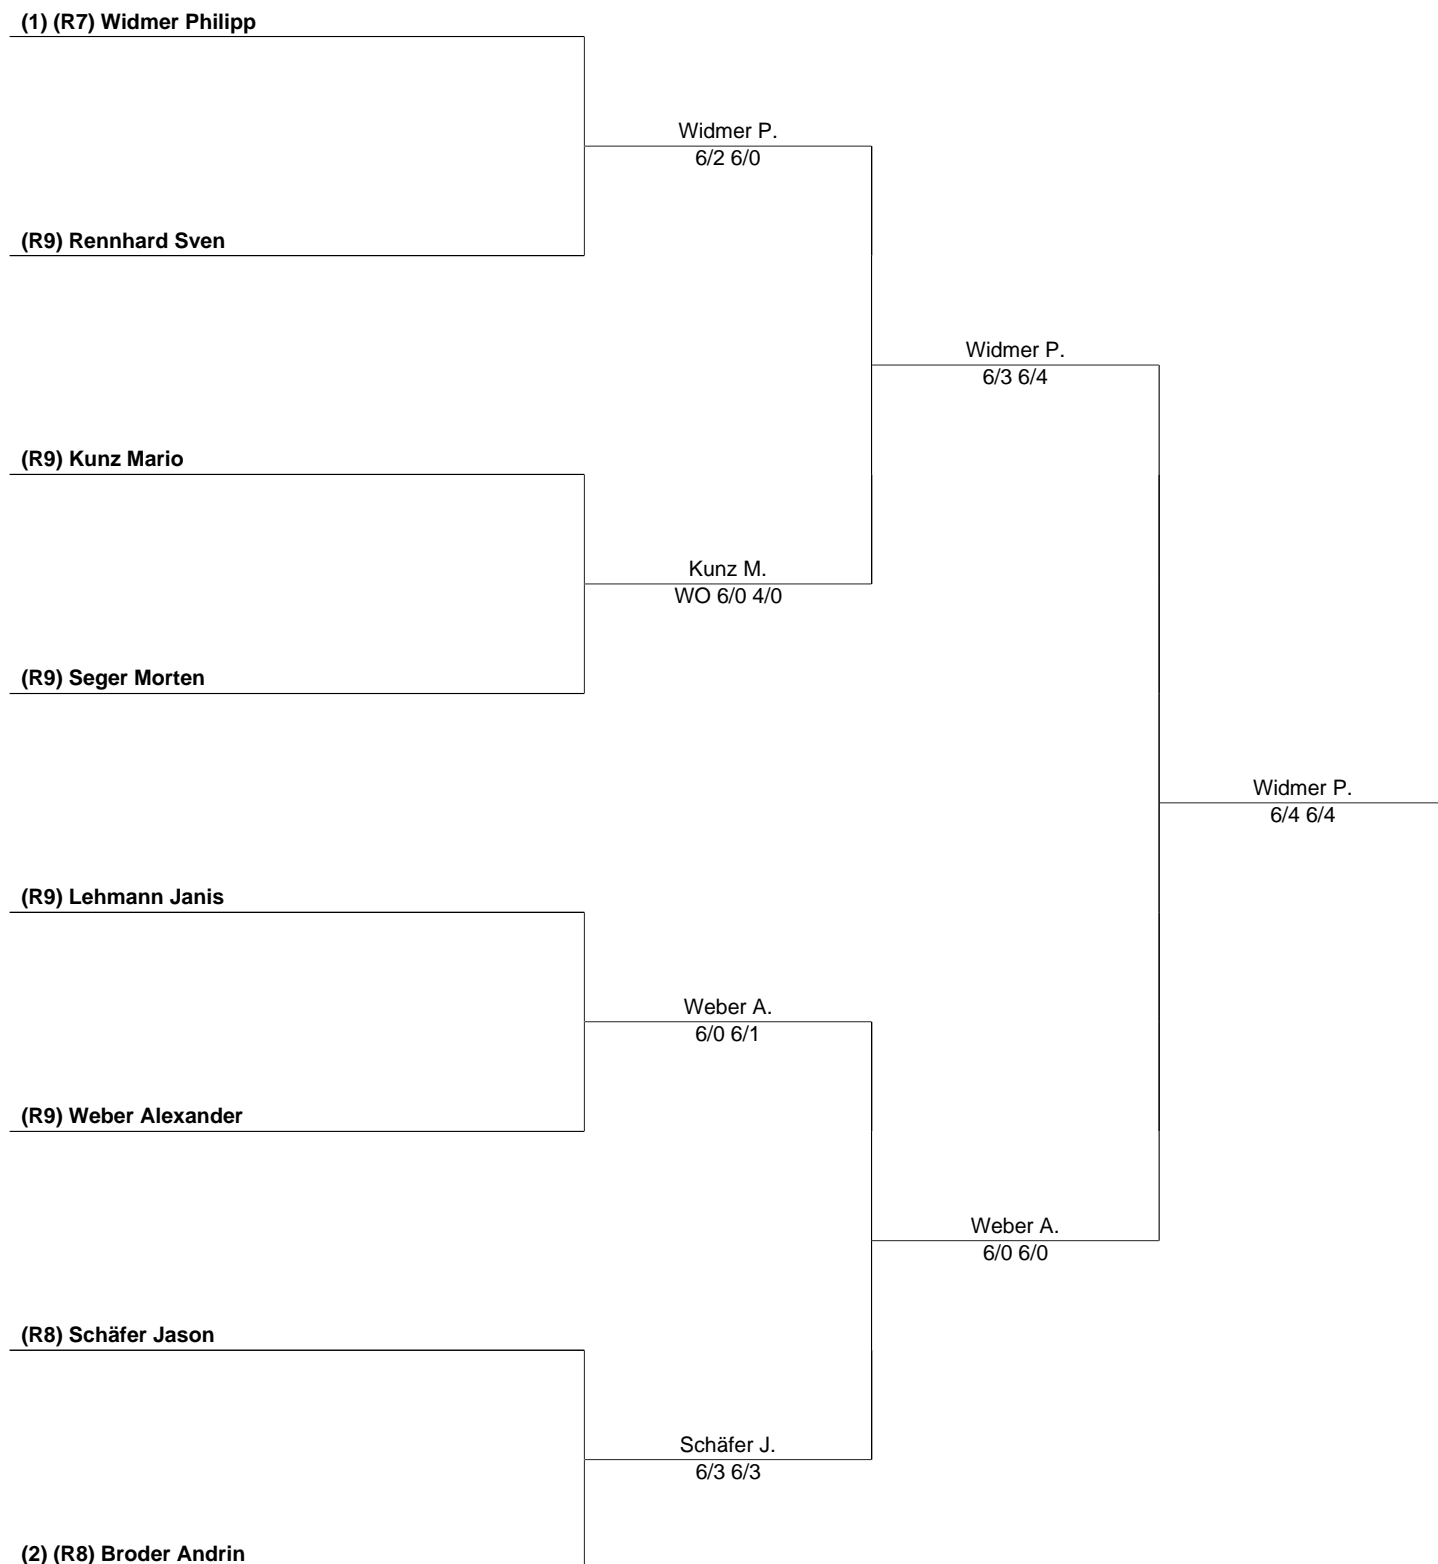 (1) (R7) Widmer Philipp
Widmer P.
6/2 6/0
(R9) Rennhard Sven
Widmer P.
6/3 6/4
(R9) Kunz Mario
Kunz M.
WO 6/0 4/0
(R9) Seger Morten
Widmer P.
6/4 6/4
(R9) Lehmann Janis
Weber A.
6/0 6/1
(R9) Weber Alexander
Weber A.
6/0 6/0
(R8) Schäfer Jason
Schäfer J.
6/3 6/3
(2) (R8) Broder Andrin